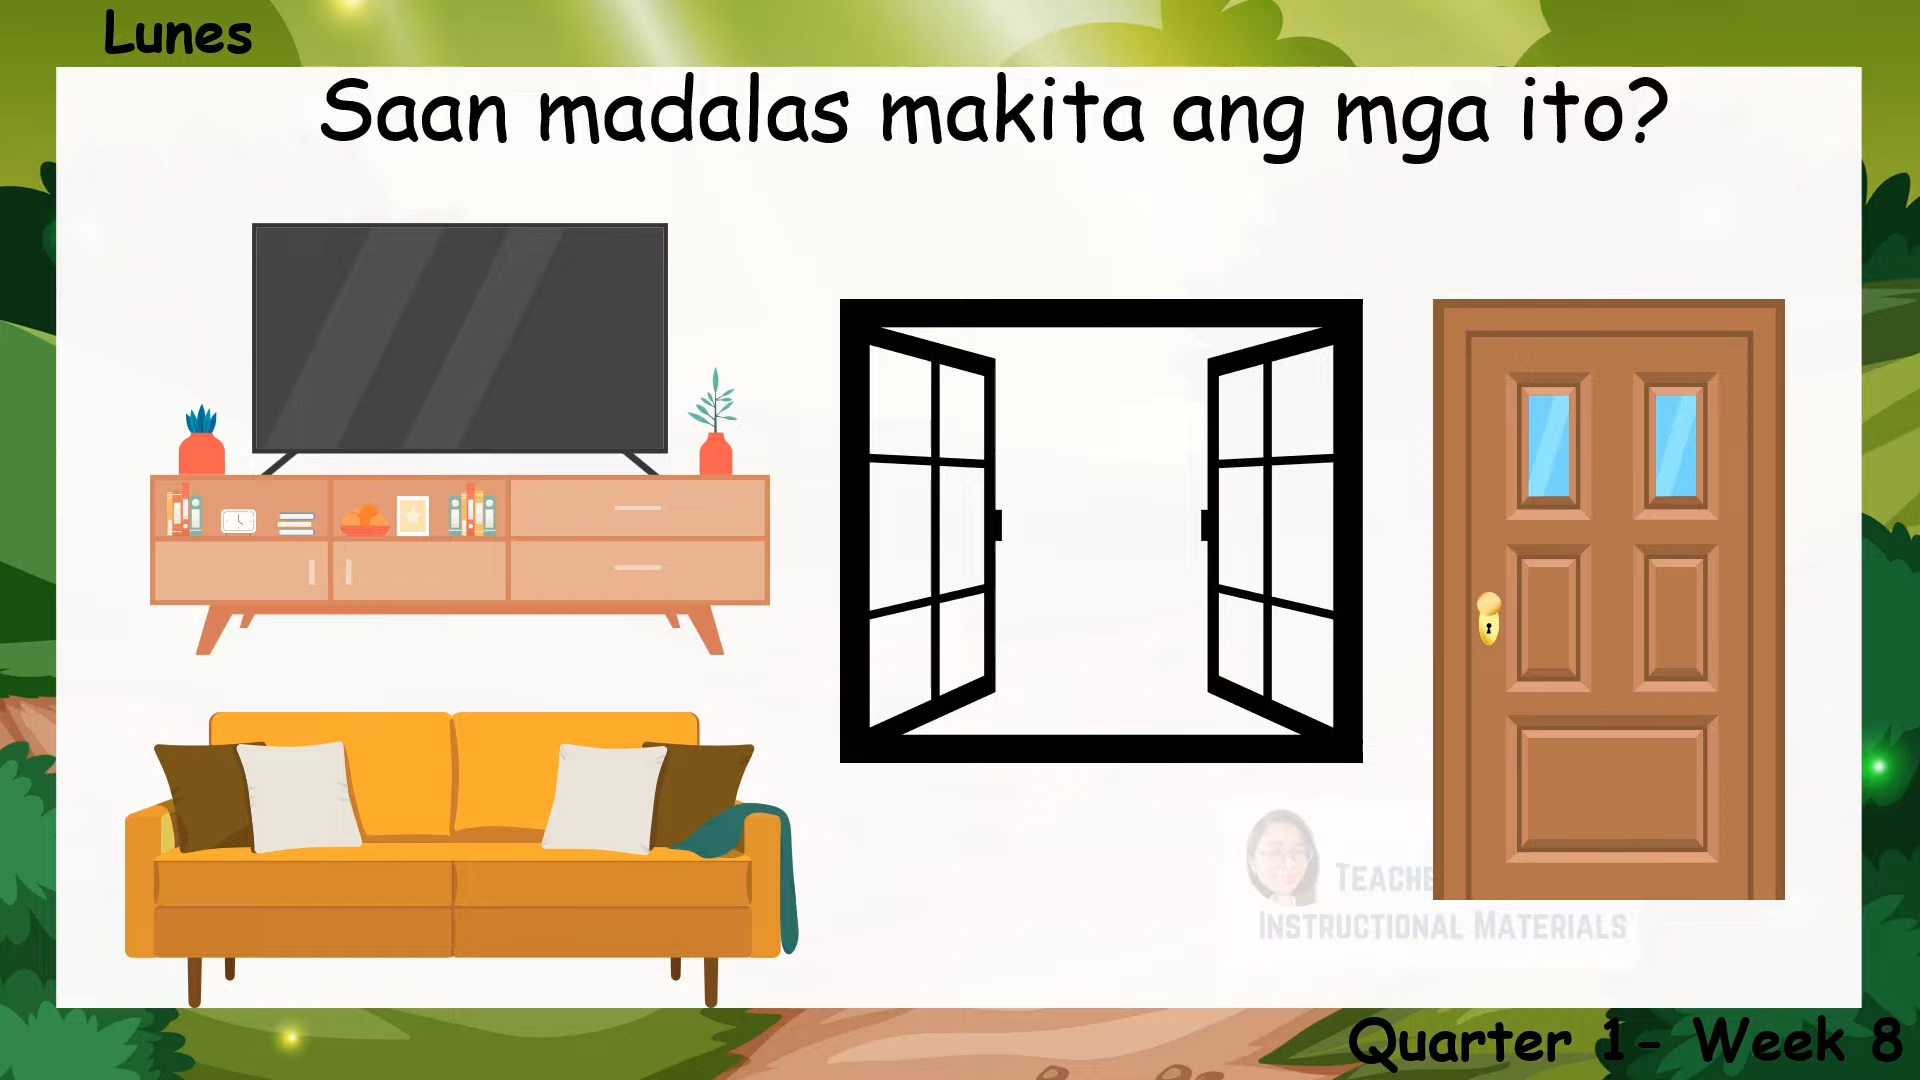 Lunes
Saan madalas makita ang mga ito?
Instructional Materials
Quarter 1- Week 8